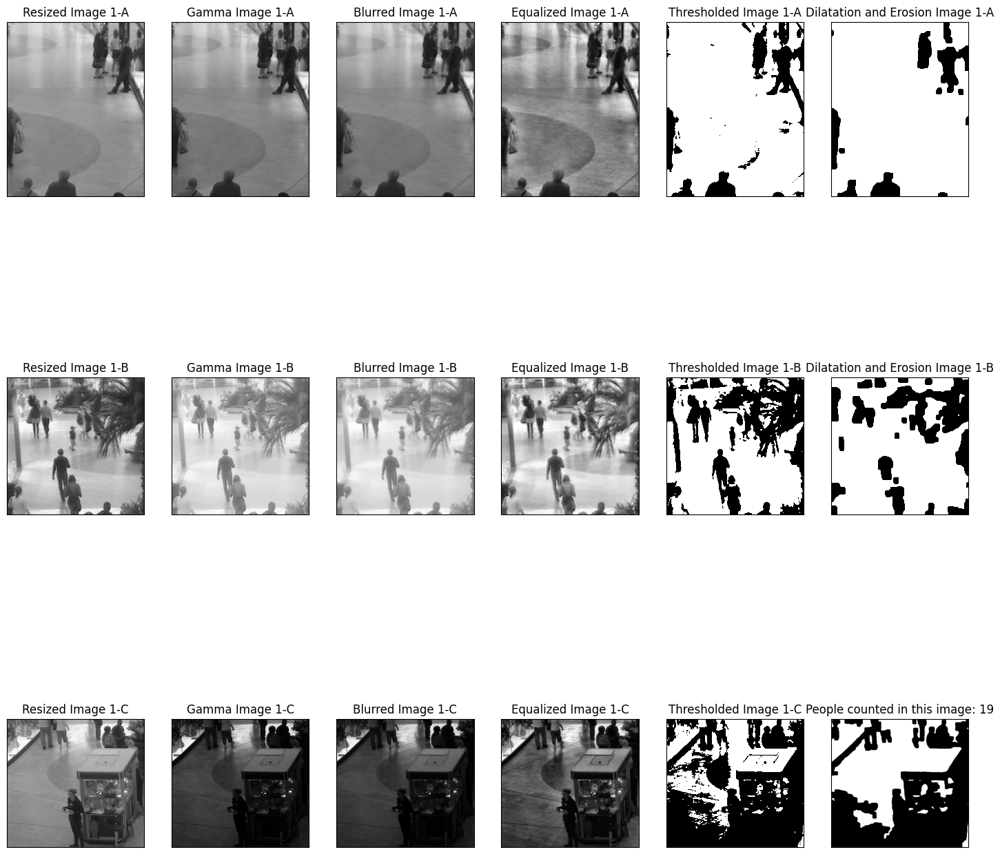 Resized Image 1-A
Gamma Image 1-A
Blurred Image 1-A
Equalized Image 1-A
Thresholded Image 1-A
Dilatation and Erosion Image 1-A
Resized Image 1-B
Gamma Image 1-B
Blurred Image 1-B
Equalized Image 1-B
Thresholded Image 1-B
Dilatation and Erosion Image 1-B
Resized Image 1-C
Gamma Image 1-C
Blurred Image 1-C
Equalized Image 1-C
Thresholded Image 1-C
People counted in this image: 19